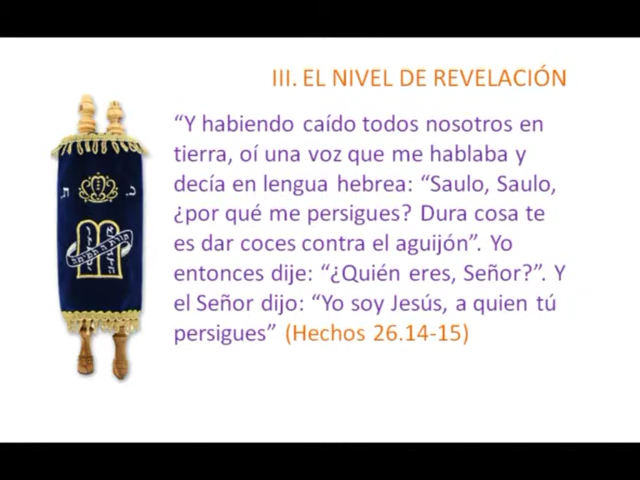 III. EL NIVEL DE REVELACIÓN
“Y habiendo caído todos nosotros en
tierra, oí una voz que me hablaba y
decía en lengua hebrea: “Saulo, Saulo,
¿por qué me persigues? Dura cosa te
es dar coces contra el aguijón”. Yo
entonces dije: “¿Quién eres, Señor?”. Y
el Señor dijo: “Yo soy Jesús, a quien tú
persigues” (Hechos 26.14-15)